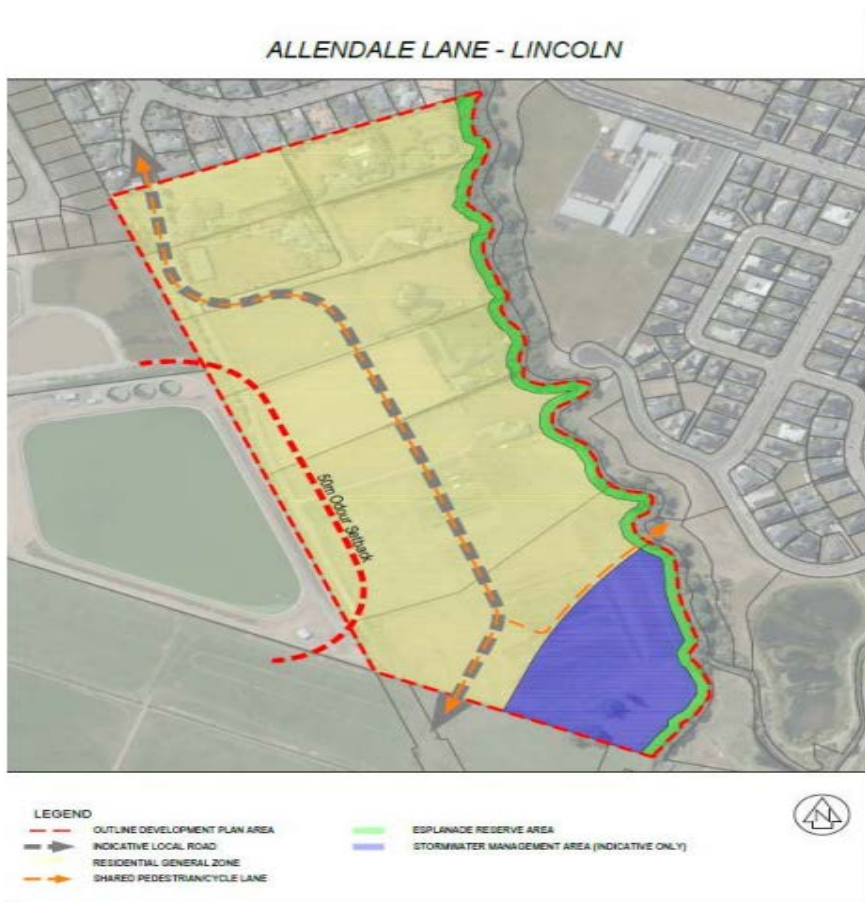 ALLENDALE LANE - LINCOLN
50m Odour Setback
LEGEND
OUTLINE DEVELOPMENT PLAN AREA
INDICATIVE LOCAL ROAD
RESIDENTIAL GENERAL ZONE
SHARED PEDESTRIAN/CYCLE LANE
ESPLANADE RESERVE AREA
STORMWATER MANAGEMENT AREA (INDICATIVE ONLY)
N